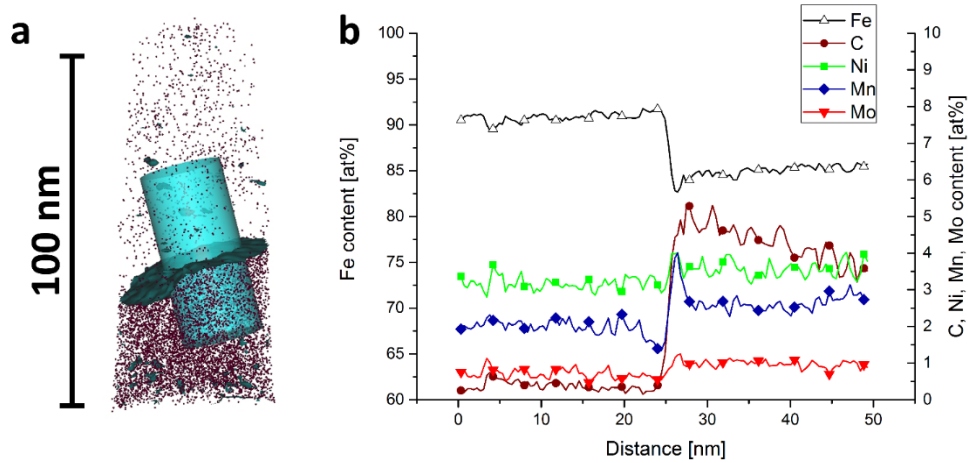 a
100 nm
b
Fe
C
Ni
Mn
Mo
Fe content [at%]
100
95
90
85
80
75
70
65
60
10
9
8
7
6
5
4
3
2
1
0
C, Ni, Mn, Mo content [at%]
0 10 20 30 40 50
Distance [nm]